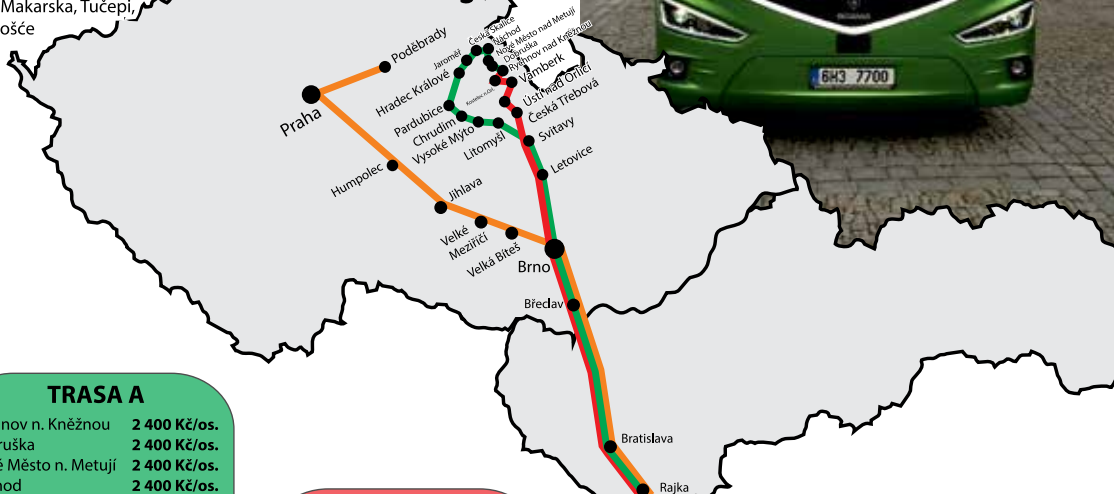 Makarska, Tučepi,
ošće
SCANIA
6H3 7700
Poděbrady
Praha
Humpolec
Jihlava
Velké
Meziříčí
Velká Bíteš
Brno
Česká Skalice
Náchod
Nové Město nad Metují
Dobruška
Rychnov nad Kněžnou
Jaroměř
Vamberk
Hradec Králové
Kostelec n.Orl.
Ústí nad Orlicí
Česká Třebová
Pardubice
Chrudim
Vysoké Mýto
Litomyšl
Svitavy
Letovice
Břeclav
Bratislava
Rajka
TRASA A
nov n. Kněžnou 2 400 Kč/os.
ruška 2 400 Kč/os.
é Město n. Metují 2 400 Kč/os.
hod 2 400 Kč/os.